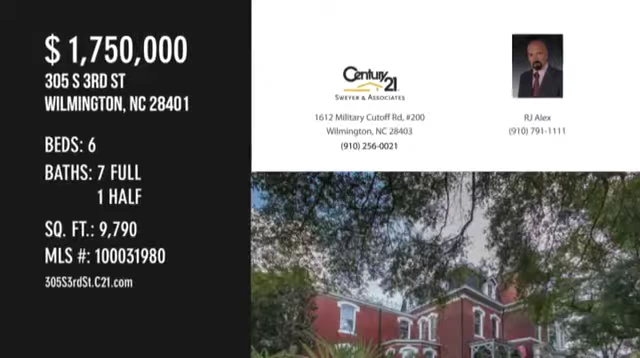 $ 1,750,000
305 S 3RD ST
WILMINGTON, NC 28401
BEDS: 6
BATHS: 7 FULL
1 HALF
SQ. FT.: 9,790
MLS #: 100031980
305S3rdSt.C21.com
Century 21
SWEYER & ASSOCIATES
1612 Military Cutoff Rd, #200
Wilmington, NC 28403
(910) 256-0021
RJ Alex
(910) 791-1111